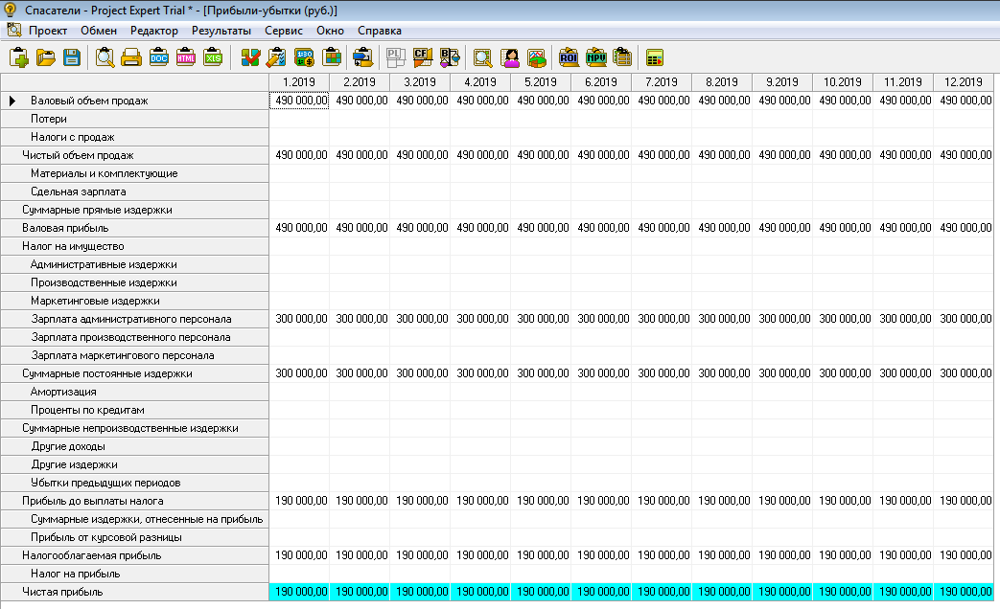 Спасатели - Project Expert Trial * - [Прибыли-убытки (руб.)]
Проект Обмен Редактор Результаты Сервис Окно Справка
DOC HTML XLS PL CF B ROI NPV
1.2019 2.2019 3.2019 4.2019 5.2019 6.2019 7.2019 8.2019 9.2019 10.2019 11.2019 12.2019
Валовый объем продаж 490 000,00 490 000,00 490 000,00 490 000,00 490 000,00 490 000,00 490 000,00 490 000,00 490 000,00 490 000,00 490 000,00 490 000,00
Потери
Налоги с продаж
Чистый объем продаж 490 000,00 490 000,00 490 000,00 490 000,00 490 000,00 490 000,00 490 000,00 490 000,00 490 000,00 490 000,00 490 000,00 490 000,00
Материалы и комплектующие
Сдельная зарплата
Суммарные прямые издержки
Валовая прибыль 490 000,00 490 000,00 490 000,00 490 000,00 490 000,00 490 000,00 490 000,00 490 000,00 490 000,00 490 000,00 490 000,00 490 000,00
Налог на имущество
Административные издержки
Производственные издержки
Маркетинговые издержки
Зарплата административного персонала 300 000,00 300 000,00 300 000,00 300 000,00 300 000,00 300 000,00 300 000,00 300 000,00 300 000,00 300 000,00 300 000,00 300 000,00
Зарплата производственного персонала
Зарплата маркетингового персонала
Суммарные постоянные издержки 300 000,00 300 000,00 300 000,00 300 000,00 300 000,00 300 000,00 300 000,00 300 000,00 300 000,00 300 000,00 300 000,00 300 000,00
Амортизация
Проценты по кредитам
Суммарные непроизводственные издержки
Другие доходы
Другие издержки
Убытки предыдущих периодов
Прибыль до выплаты налога 190 000,00 190 000,00 190 000,00 190 000,00 190 000,00 190 000,00 190 000,00 190 000,00 190 000,00 190 000,00 190 000,00 190 000,00
Суммарные издержки, отнесенные на прибыль
Прибыль от курсовой разницы
Налогооблагаемая прибыль 190 000,00 190 000,00 190 000,00 190 000,00 190 000,00 190 000,00 190 000,00 190 000,00 190 000,00 190 000,00 190 000,00 190 000,00
Налог на прибыль
Чистая прибыль 190 000,00 190 000,00 190 000,00 190 000,00 190 000,00 190 000,00 190 000,00 190 000,00 190 000,00 190 000,00 190 000,00 190 000,00